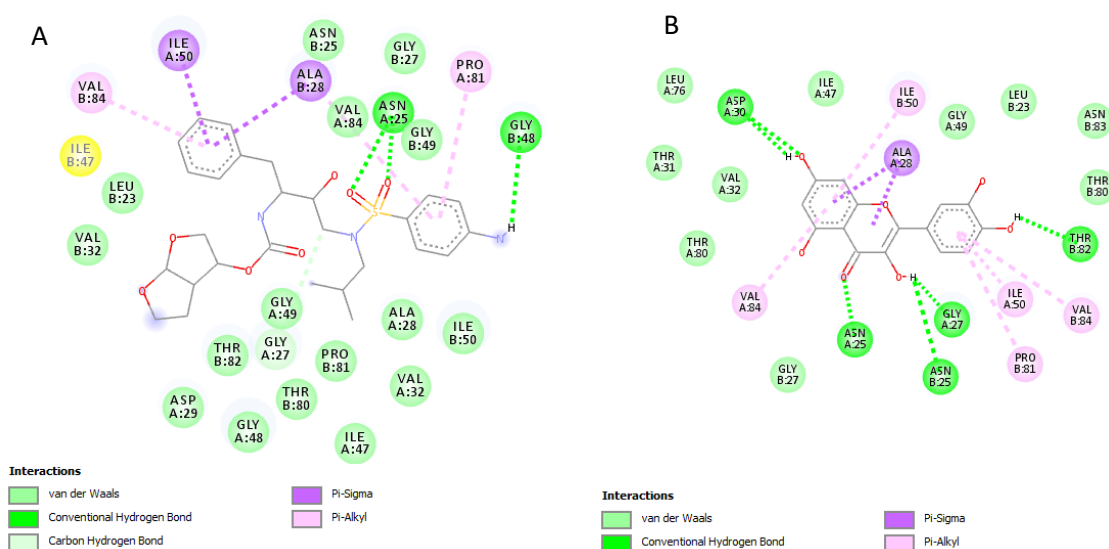 A
ILE
A:50
ASN
B:25
GLY
B:27
VAL
B:84
ALA
B:28
PRO
A:81
VAL
A:84
ASN
A:25
GLY
B:49
GLY
B:48
ILE
B:47
LEU
B:23
VAL
B:32
H
N
O
O
S
O
N
O
O
N
O
O
GLY
A:49
GLY
A:27
ALA
A:28
ILE
B:50
THR
B:82
PRO
B:81
VAL
A:32
ASP
A:29
THR
B:80
GLY
A:48
ILE
A:47
Interactions
van der Waals
Conventional Hydrogen Bond
Carbon Hydrogen Bond
Pi-Sigma
Pi-Alkyl
B
LEU
A:76
ASP
A:30
ILE
A:47
ILE
B:50
LEU
B:23
GLY
A:49
ASN
B:83
THR
A:31
VAL
A:32
ALA
A:28
THR
B:80
H
O
O
O
H
O
O
O
H
O
THR
A:80
THR
B:82
VAL
A:84
ILE
A:50
VAL
B:84
GLY
A:27
ASN
A:25
PRO
B:81
GLY
B:27
ASN
B:25
Interactions
van der Waals
Conventional Hydrogen Bond
Pi-Sigma
Pi-Alkyl